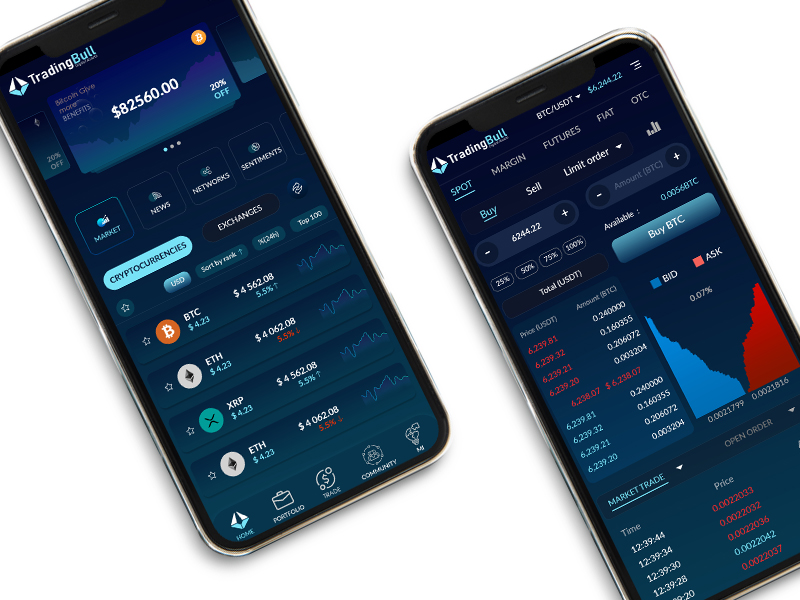 TradingBull
Bitcoin Give
more
BENEFITS
$82560.00
20%
OFF
20%
OFF
MARKET
NEWS
NETWORKS
SENTIMENTS
CRYPTOCURRENCIES
EXCHANGES
USD
Sort by rank ↑
%(24h)
Top 100
BTC
$ 4.23
$ 4 562.08
5.5% ↑
ETH
$ 4.23
$ 4 062.08
5.5% ↓
XRP
$ 4.23
$ 4 562.08
5.5% ↑
ETH
$ 4.23
$ 4 062.08
5.5% ↓
HOME
PORTFOLIO
TRADE
COMMUNITY
MI
TradingBull
BTC/USDT
$6,244.22
SPOT
MARGIN
FUTURES
FIAT
OTC
Buy
Sell
Limit order
- 6244.22 +
- Amount (BTC) +
25%
50%
75%
100%
Available :
0.0056BTC
Total (USDT)
Buy BTC
Price (USDT)
Amount (BTC)
6,239.81
0.240000
6,239.32
0.160355
6,239.21
0.206072
6,239.20
0.003204
6,238.07 $ 6,238.07
6,239.81
0.240000
6,239.32
0.160355
6,239.21
0.206072
6,239.20
0.003204
BID
ASK
0.07%
0.0021799
0.0021816
MARKET TRADE
OPEN ORDER
Time
Price
12:39:44
0.0022033
12:39:34
0.0022032
12:39:30
0.0022036
12:39:28
0.0022042
0.0022037